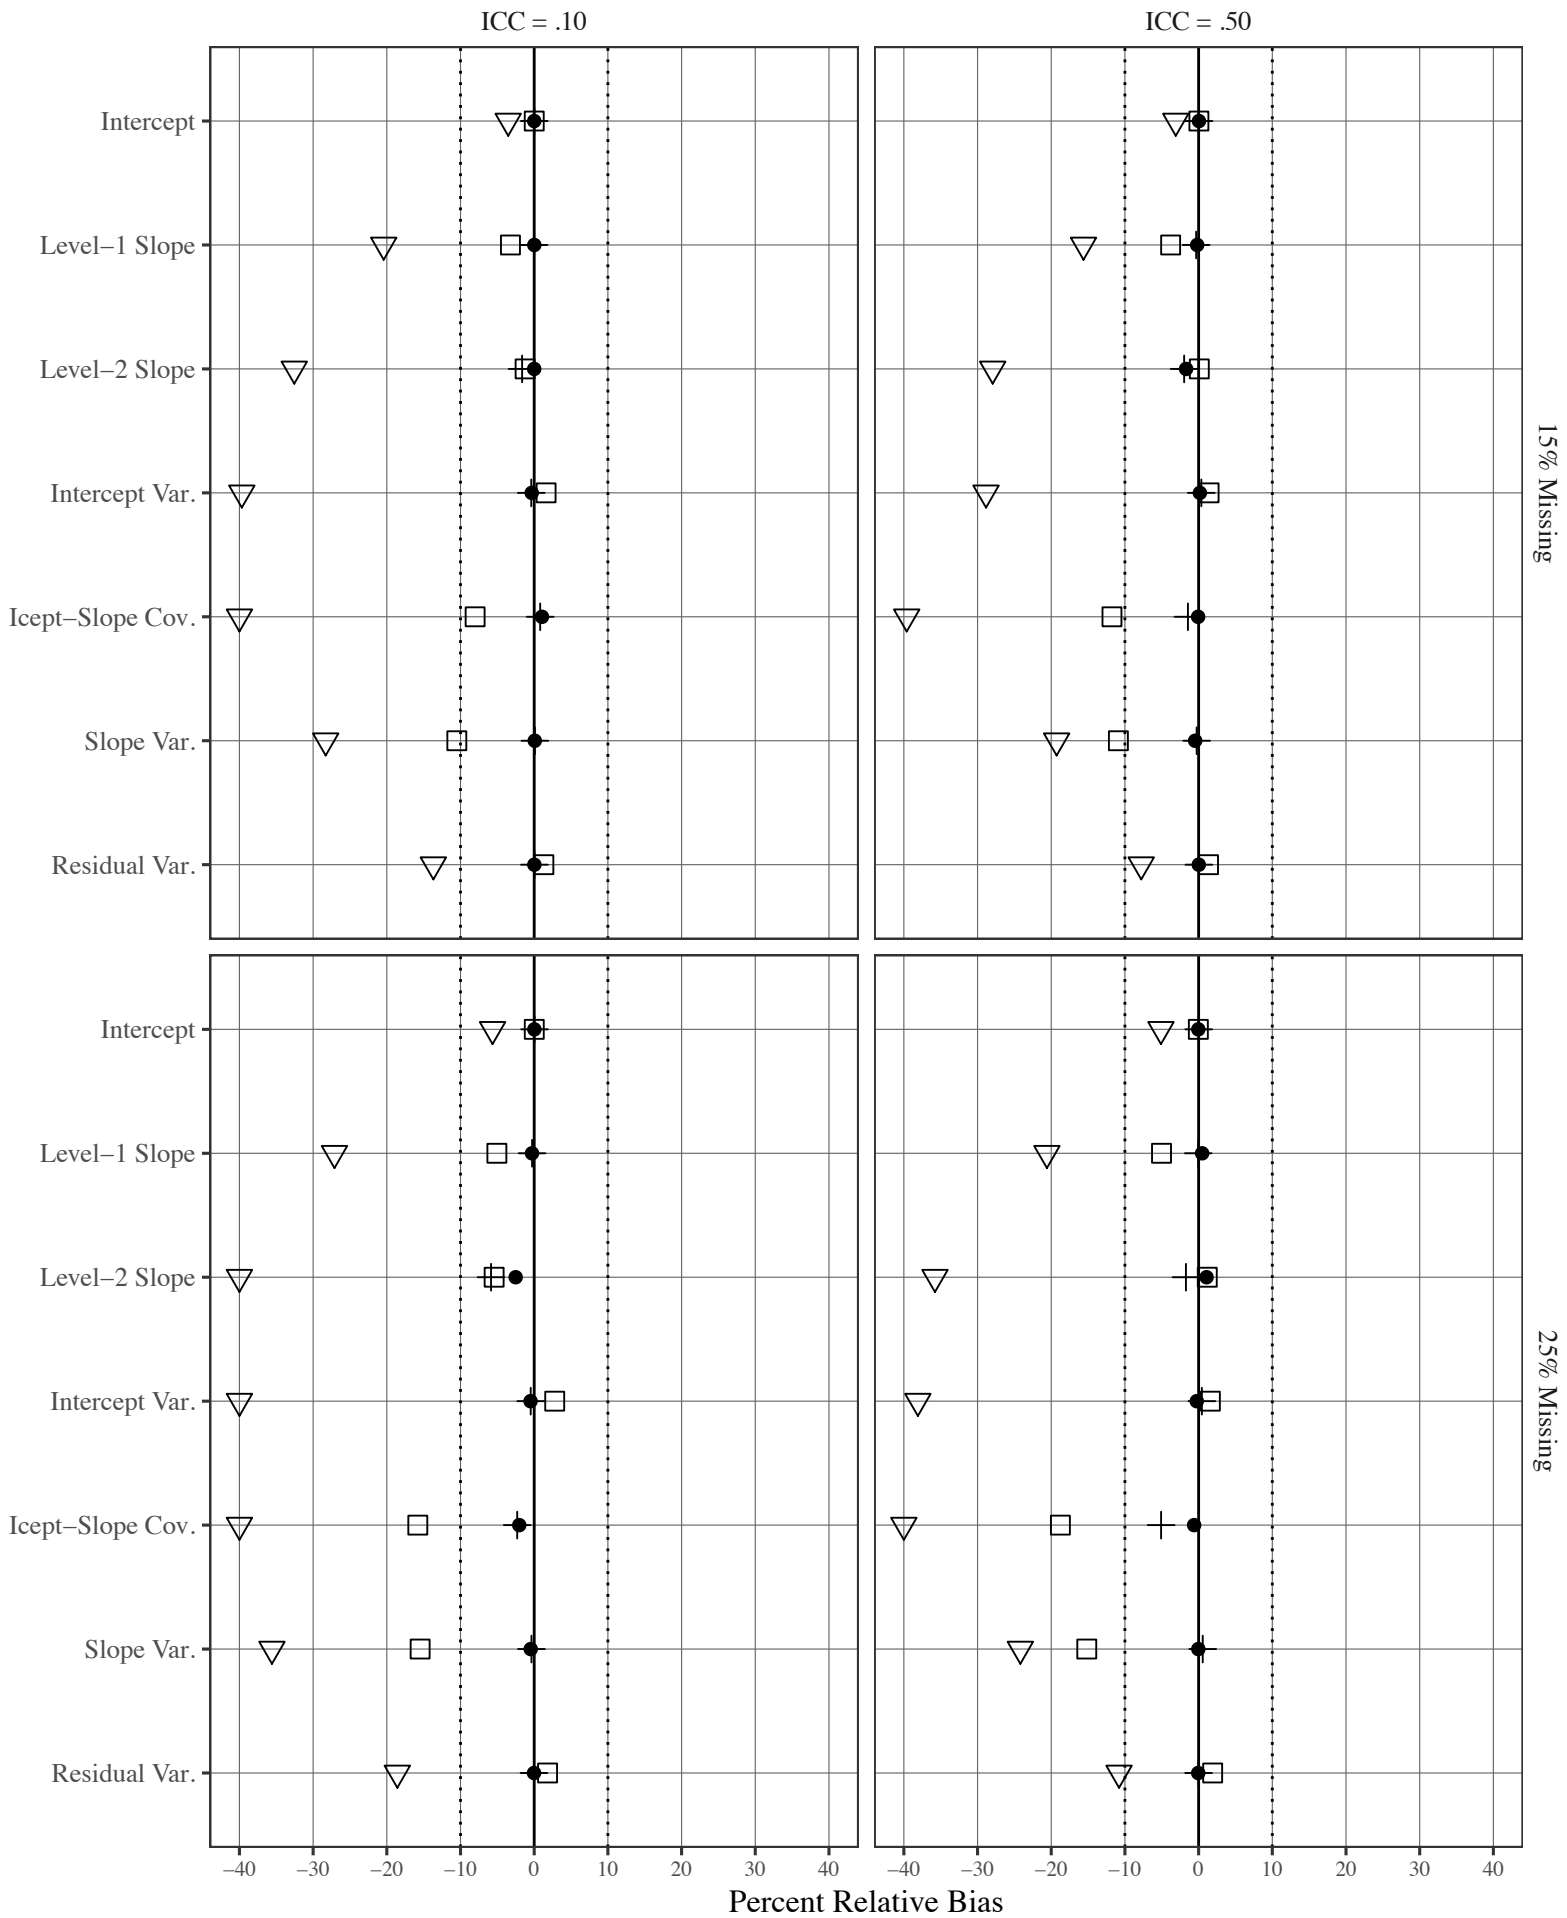 ICC = .10
ICC = .50
Intercept
Level−1 Slope
Level−2 Slope
Intercept Var.
Icept−Slope Cov.
Slope Var.
Residual Var.
15% Missing
Intercept
Level−1 Slope
Level−2 Slope
Intercept Var.
Icept−Slope Cov.
Slope Var.
Residual Var.
25% Missing
−40 −30 −20 −10 0 10 20 30 40
−40 −30 −20 −10 0 10 20 30 40
Percent Relative Bias